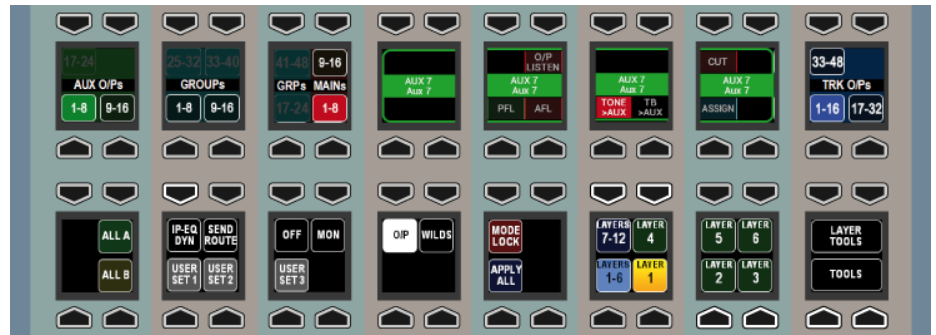 17-24
AUX O/Ps
1-8 9-16
25-32 33-40
GROUPs
1-8 9-16
41-48 9-16
GRPs MAINs
17-24 1-8
AUX 7
Aux 7
O/P
LISTEN
AUX 7
Aux 7
PFL AFL
AUX 7
Aux 7
TONE TB
>AUX >AUX
CUT
AUX 7
Aux 7
ASSIGN
33-48
TRK O/Ps
1-16 17-32
ALL A
ALL B
IP-EQ SEND
DYN ROUTE
USER USER
SET 1 SET 2
OFF MON
USER
SET 3
O/P WILDS
MODE
LOCK
APPLY
ALL
LAYERS LAYER
7-12 4
LAYERS LAYER
1-6 1
LAYER LAYER
5 6
LAYER LAYER
2 3
LAYER
TOOLS
TOOLS